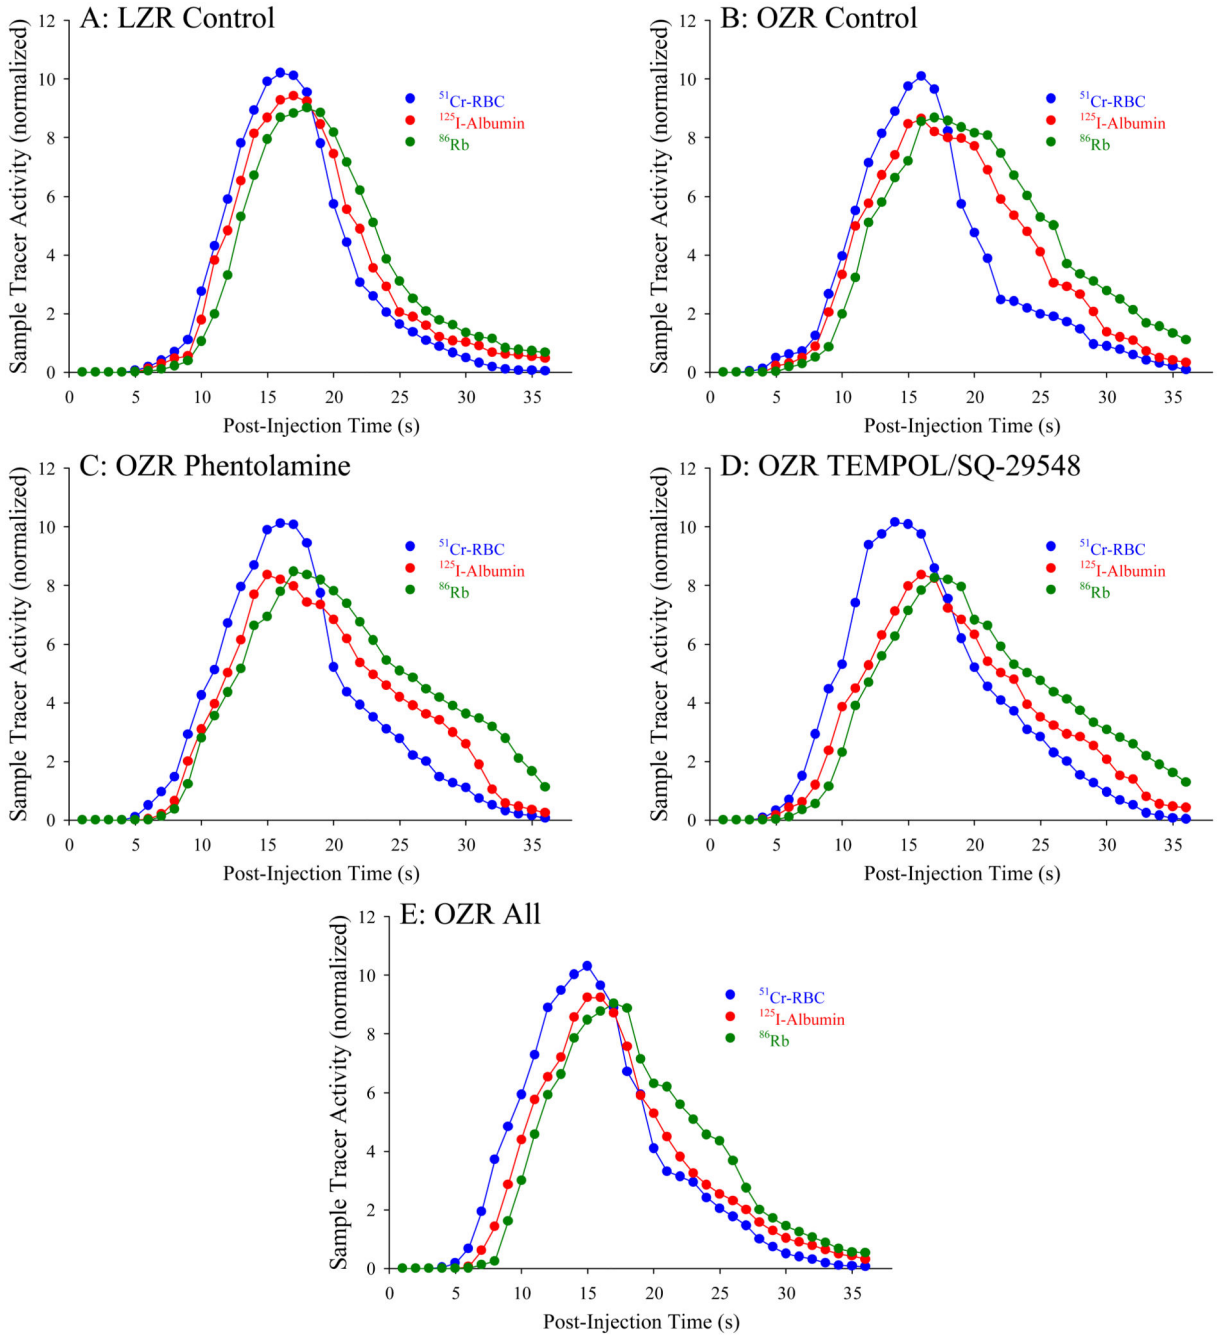 A: LZR Control
Sample Tracer Activity (normalized)
12
10
8
6
4
2
0
0 5 10 15 20 25 30 35
Post-Injection Time (s)
51Cr-RBC
125I-Albumin
86Rb
B: OZR Control
Sample Tracer Activity (normalized)
12
10
8
6
4
2
0
0 5 10 15 20 25 30 35
Post-Injection Time (s)
51Cr-RBC
125I-Albumin
86Rb
C: OZR Phentolamine
Sample Tracer Activity (normalized)
12
10
8
6
4
2
0
0 5 10 15 20 25 30 35
Post-Injection Time (s)
51Cr-RBC
125I-Albumin
86Rb
D: OZR TEMPOL/SQ-29548
Sample Tracer Activity (normalized)
12
10
8
6
4
2
0
0 5 10 15 20 25 30 35
Post-Injection Time (s)
51Cr-RBC
125I-Albumin
86Rb
E: OZR All
Sample Tracer Activity (normalized)
12
10
8
6
4
2
0
0 5 10 15 20 25 30 35
Post-Injection Time (s)
51Cr-RBC
125I-Albumin
86Rb